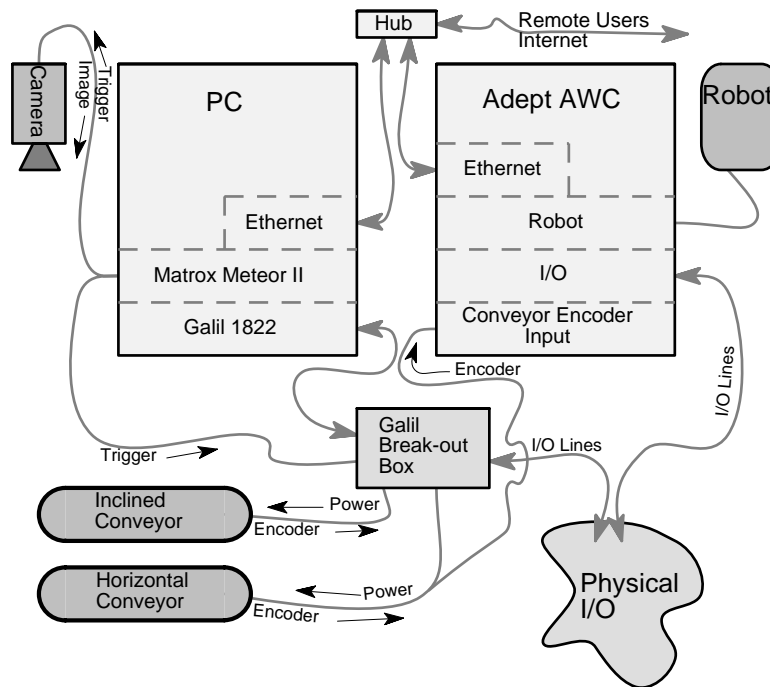 Hub
Remote Users
Internet
Camera
Trigger
Image
PC
Adept AWC
Robot
Ethernet
Ethernet
Robot
Matrox Meteor II
I/O
Galil 1822
Conveyor Encoder
Input
Encoder
I/O Lines
Galil
Break-out
Box
I/O Lines
Trigger
Inclined
Conveyor
Power
Encoder
Horizontal
Conveyor
Power
Encoder
Physical
I/O